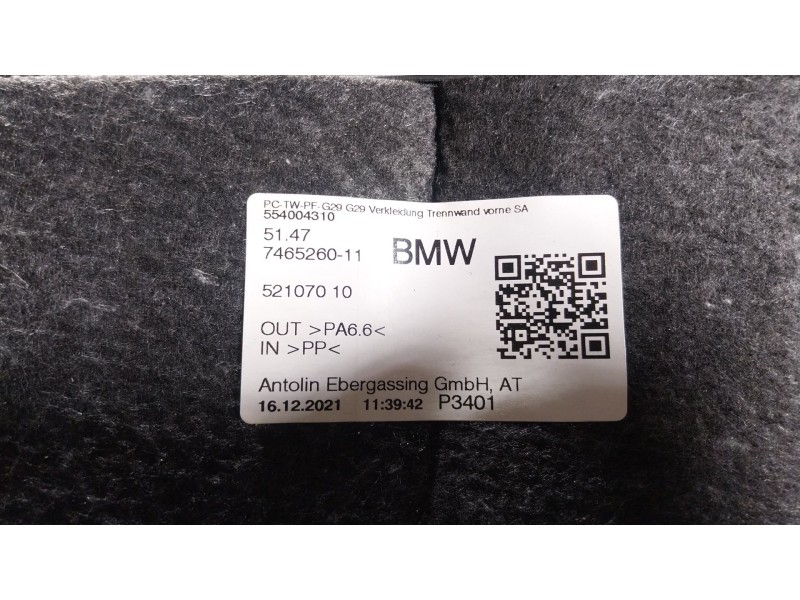 PC-TW-PF-G29 G29 Verkleidung Trennwand vorne SA
554004310
51.47
7465260-11
BMW
521070 10
OUT >PA6.6<
IN >PP<
Antolin Ebergassing GmbH, AT
16.12.2021 11:39:42 P3401